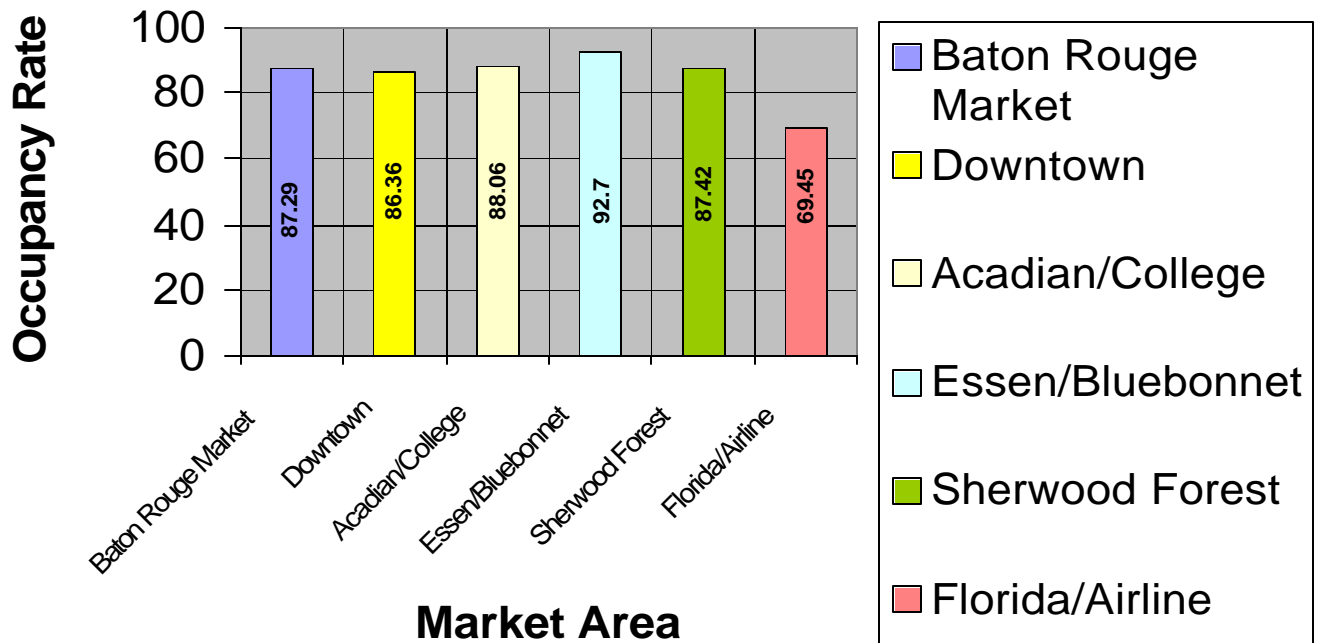 Occupancy Rate
100
80
60
40
20
0
87.29
86.36
88.06
92.7
87.42
69.45
Baton Rouge Market
Downtown
Acadian/College
Essen/Bluebonnet
Sherwood Forest
Florida/Airline
Market Area
Baton Rouge
Market
Downtown
Acadian/College
Essen/Bluebonnet
Sherwood Forest
Florida/Airline